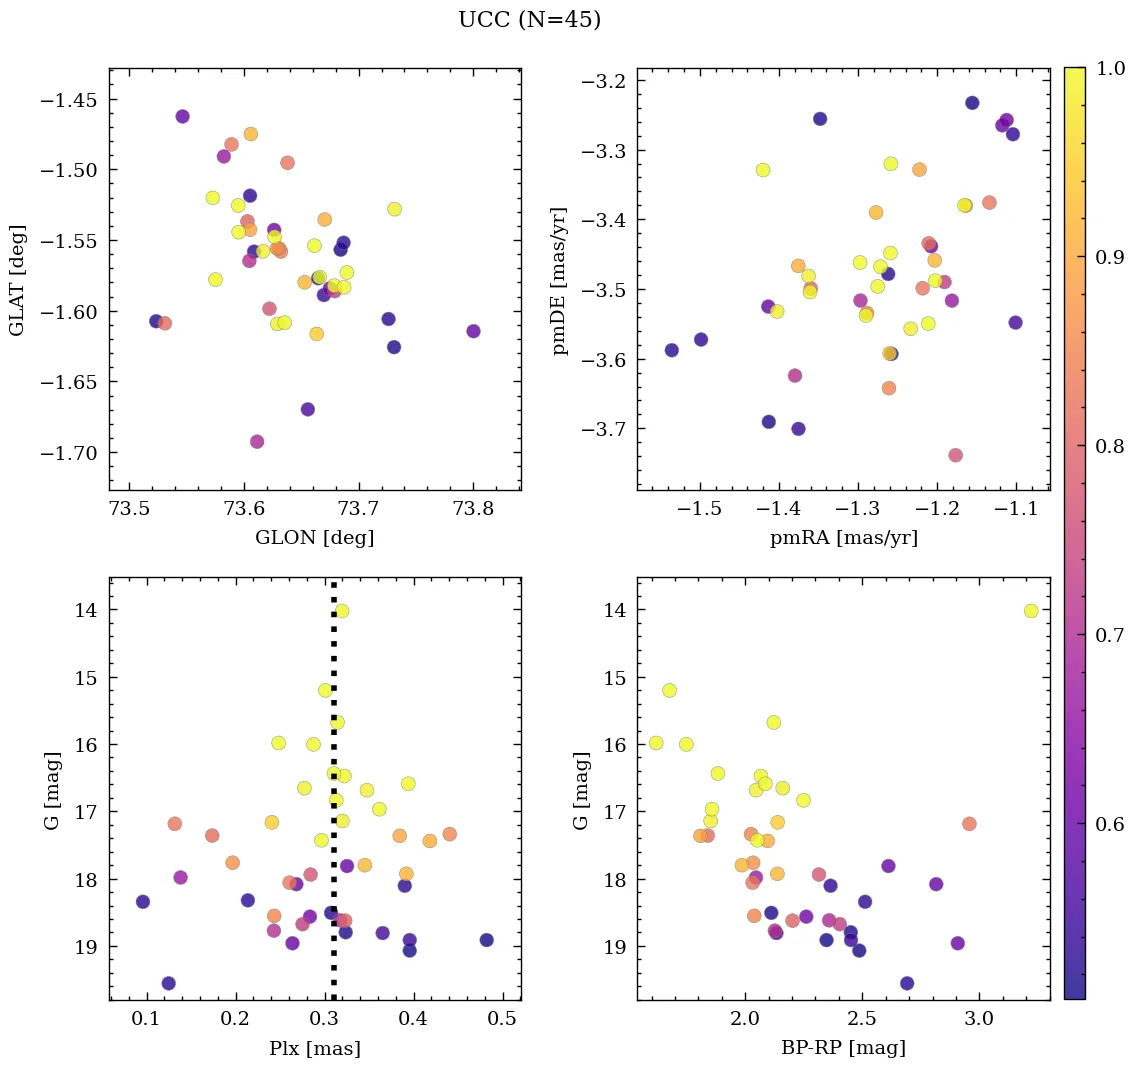 UCC (N=45)
−1.45
−1.50
−1.55
−1.60
−1.65
−1.70
GLAT [deg]
73.5 73.6 73.7 73.8
GLON [deg]
−3.2
−3.3
−3.4
−3.5
−3.6
−3.7
pmDE [mas/yr]
−1.5 −1.4 −1.3 −1.2 −1.1
pmRA [mas/yr]
1.0
0.9
0.8
0.7
0.6
14
15
16
17
18
19
G [mag]
0.1 0.2 0.3 0.4 0.5
Plx [mas]
14
15
16
17
18
19
G [mag]
2.0 2.5 3.0
BP-RP [mag]